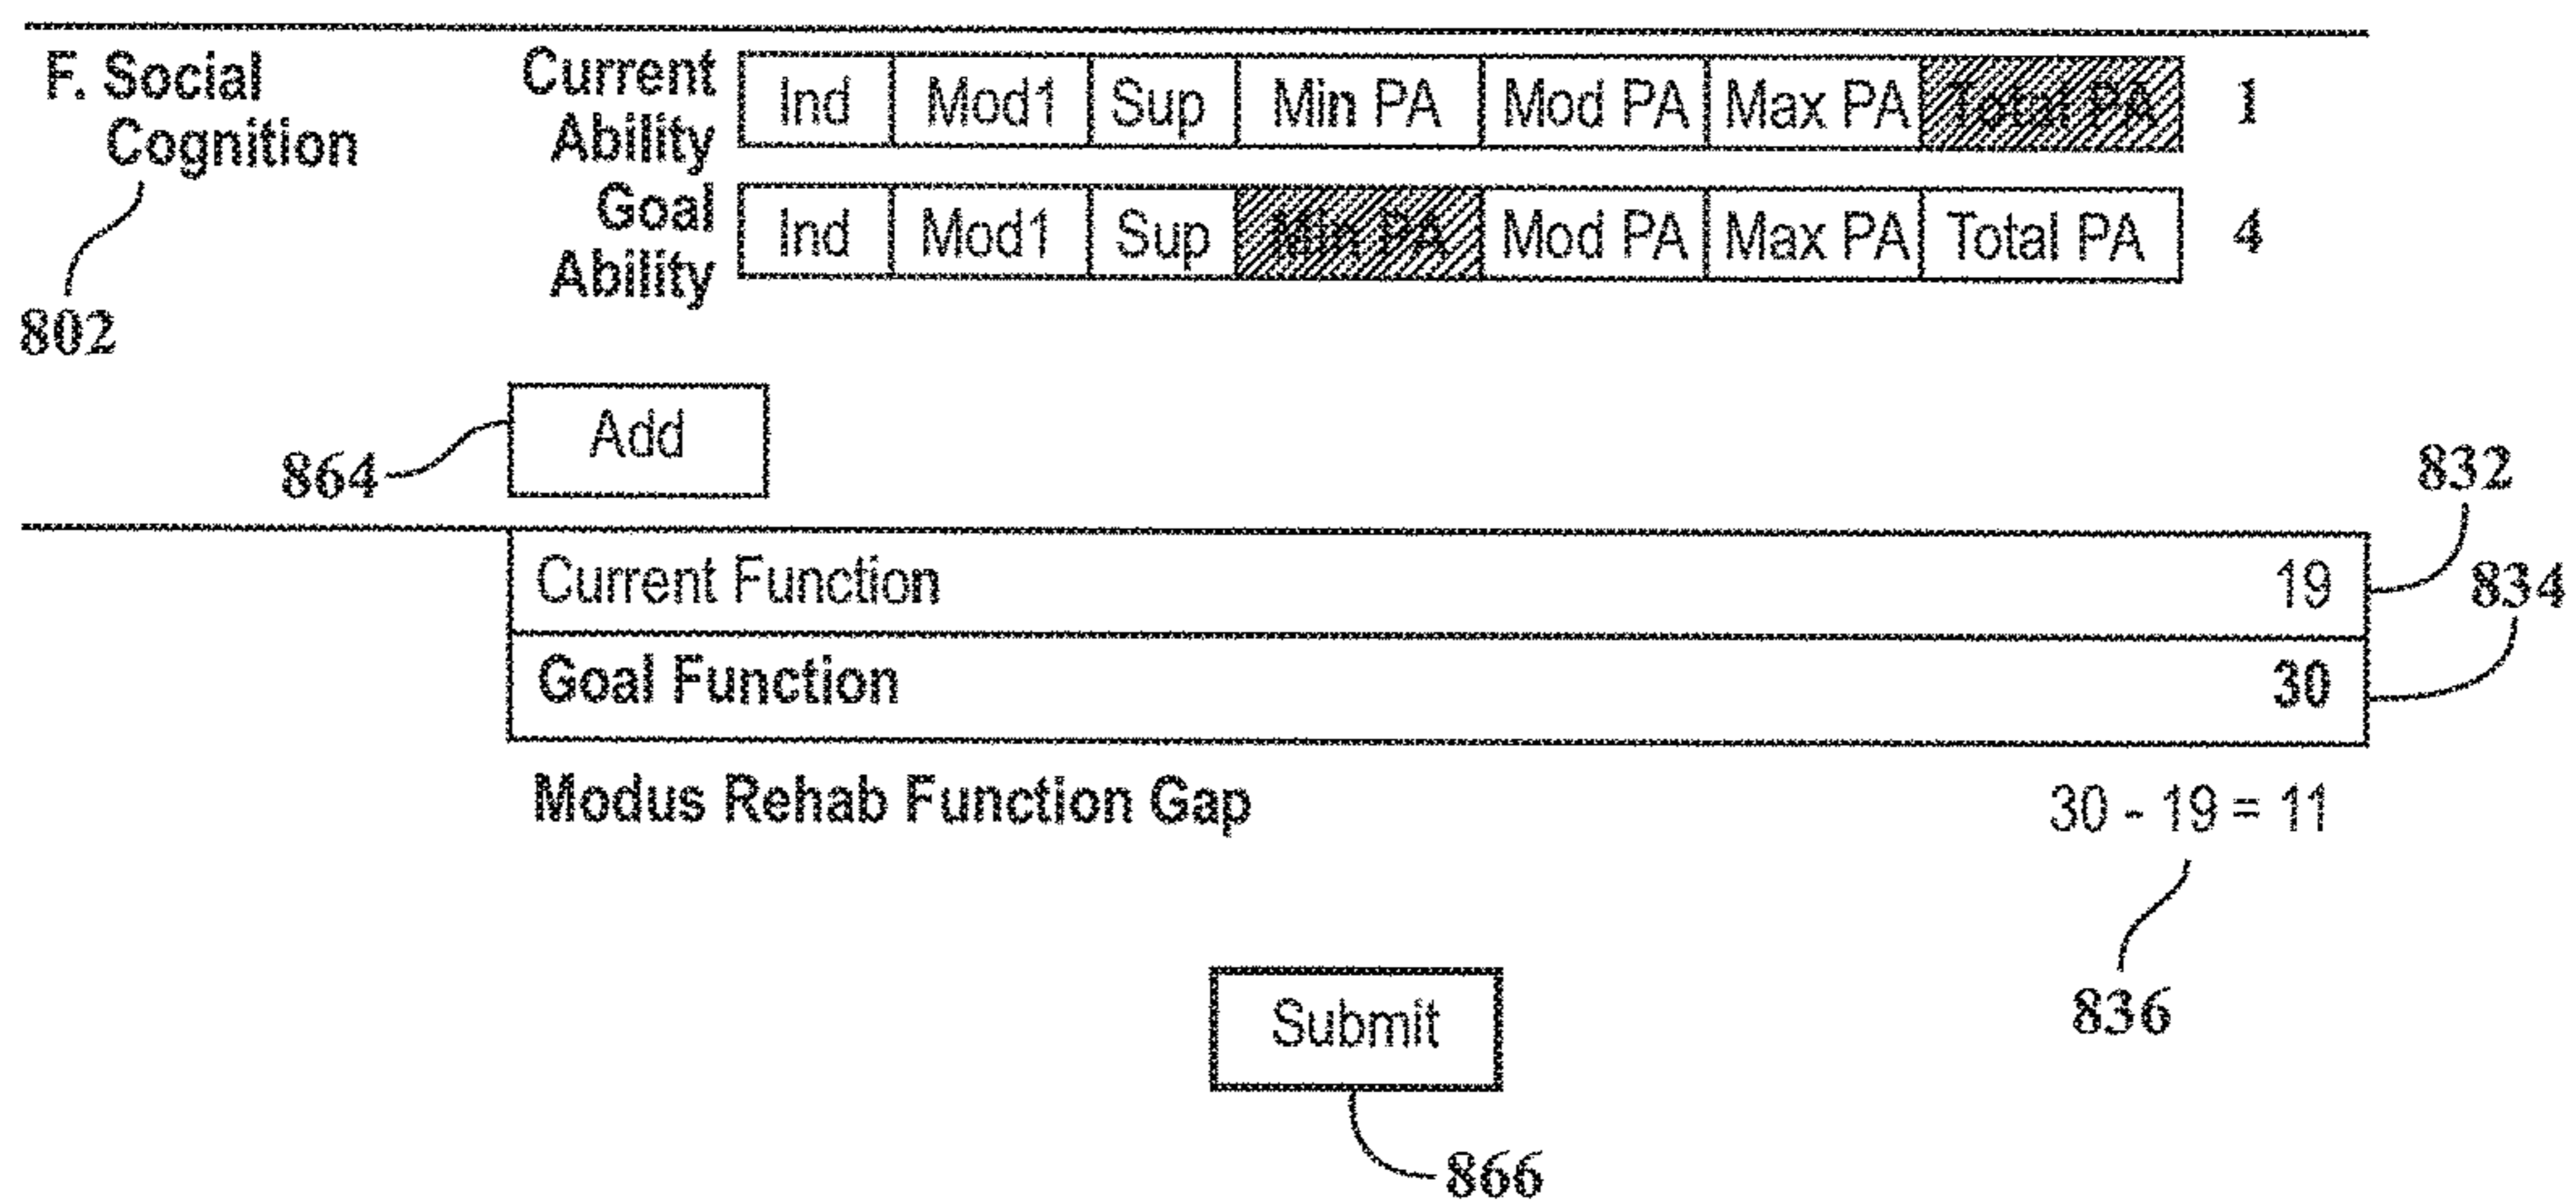 F. Social Cognition
Current Ability
Ind Mod1 Sup Min PA Mod PA Max PA Total PA 1
Goal Ability
Ind Mod1 Sup Min PA Mod PA Max PA Total PA 4
802
Add
864
832
Current Function 19
834
Goal Function 30
Modus Rehab Function Gap 30 - 19 = 11
836
Submit
866